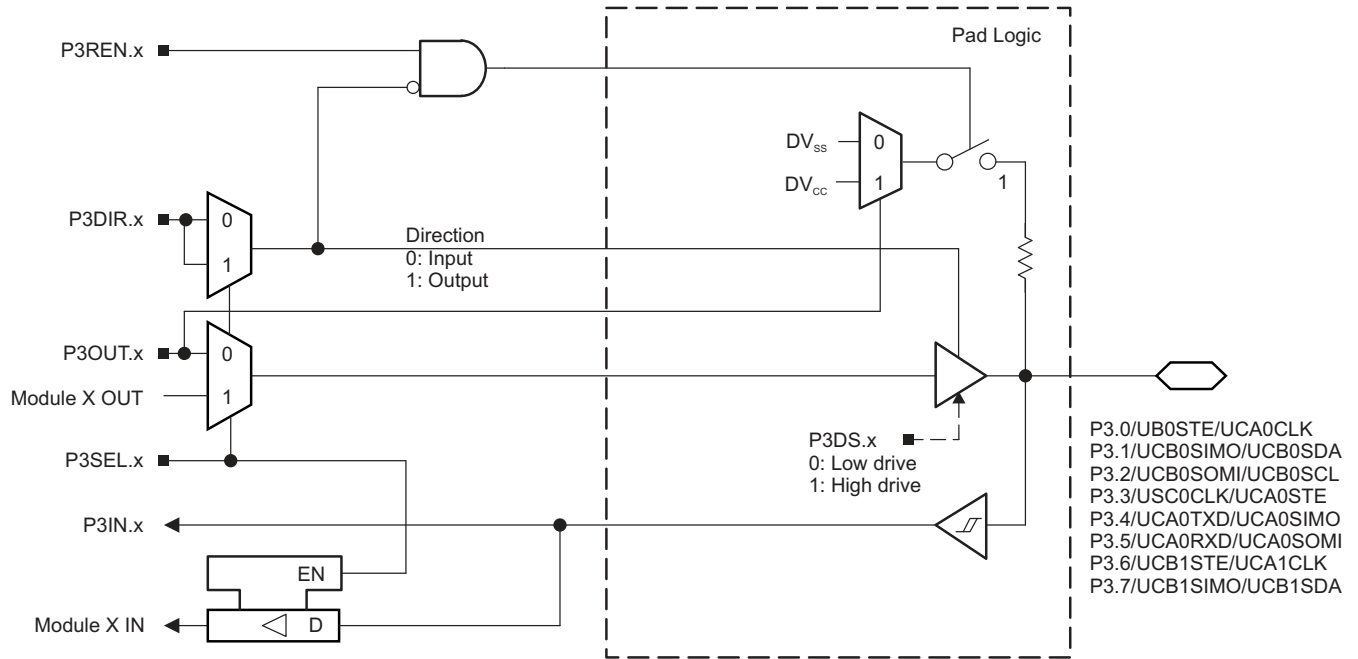 Pad Logic
P3REN.x
DVSS
0
DVCC
1
1
P3DIR.x
0
1
Direction
0: Input
1: Output
P3OUT.x
0
Module X OUT
1
P3DS.x
0: Low drive
1: High drive
P3SEL.x
P3IN.x
EN
Module X IN
D
P3.0/UB0STE/UCA0CLK
P3.1/UCB0SIMO/UCB0SDA
P3.2/UCB0SOMI/UCB0SCL
P3.3/USC0CLK/UCA0STE
P3.4/UCA0TXD/UCA0SIMO
P3.5/UCA0RXD/UCA0SOMI
P3.6/UCB1STE/UCA1CLK
P3.7/UCB1SIMO/UCB1SDA